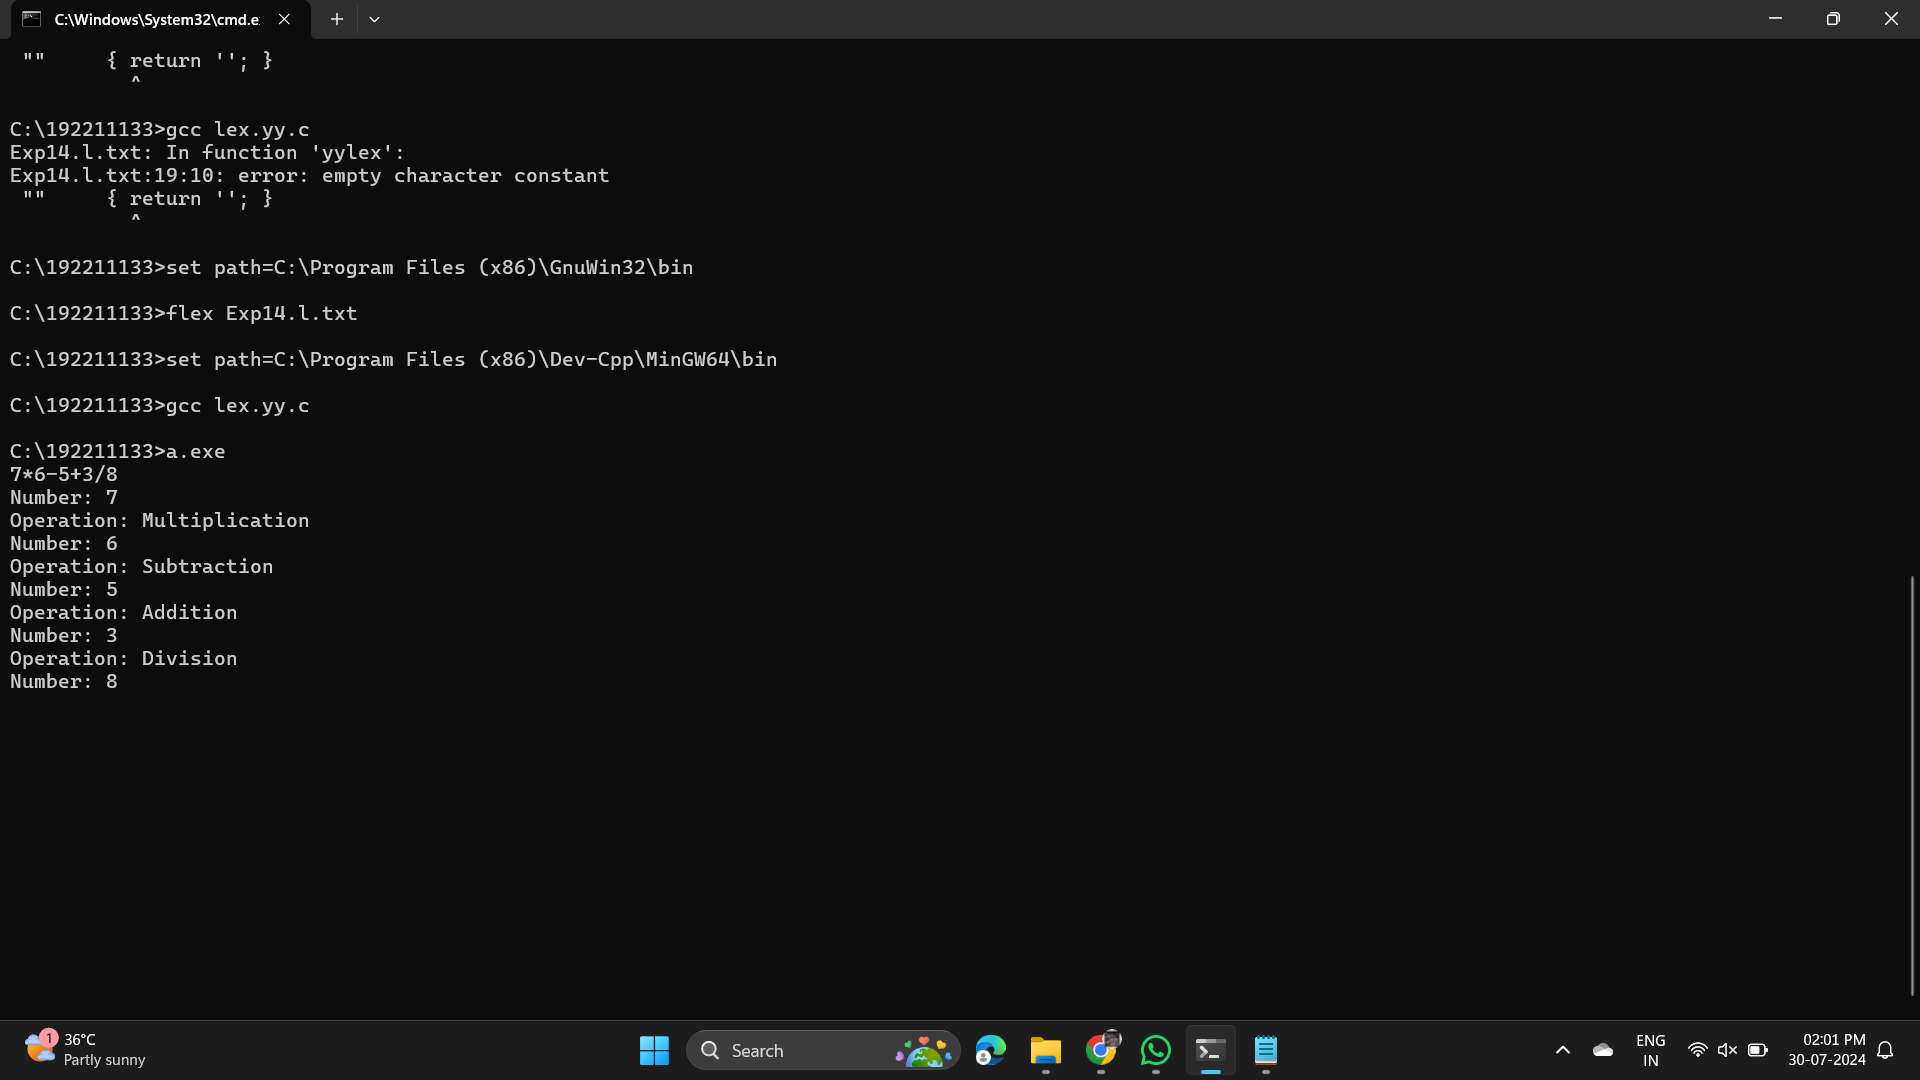 C:\Windows\System32\cmd.e
""     { return ''; }
^
C:\192211133>gcc lex.yy.c
Exp14.l.txt: In function 'yylex':
Exp14.l.txt:19:10: error: empty character constant
""     { return ''; }
^
C:\192211133>set path=C:\Program Files (x86)\GnuWin32\bin
C:\192211133>flex Exp14.l.txt
C:\192211133>set path=C:\Program Files (x86)\Dev-Cpp\MinGW64\bin
C:\192211133>gcc lex.yy.c
C:\192211133>a.exe
7*6-5+3/8
Number: 7
Operation: Multiplication
Number: 6
Operation: Subtraction
Number: 5
Operation: Addition
Number: 3
Operation: Division
Number: 8
1
36°C
Partly sunny
Search
ENG
IN
02:01 PM
30-07-2024